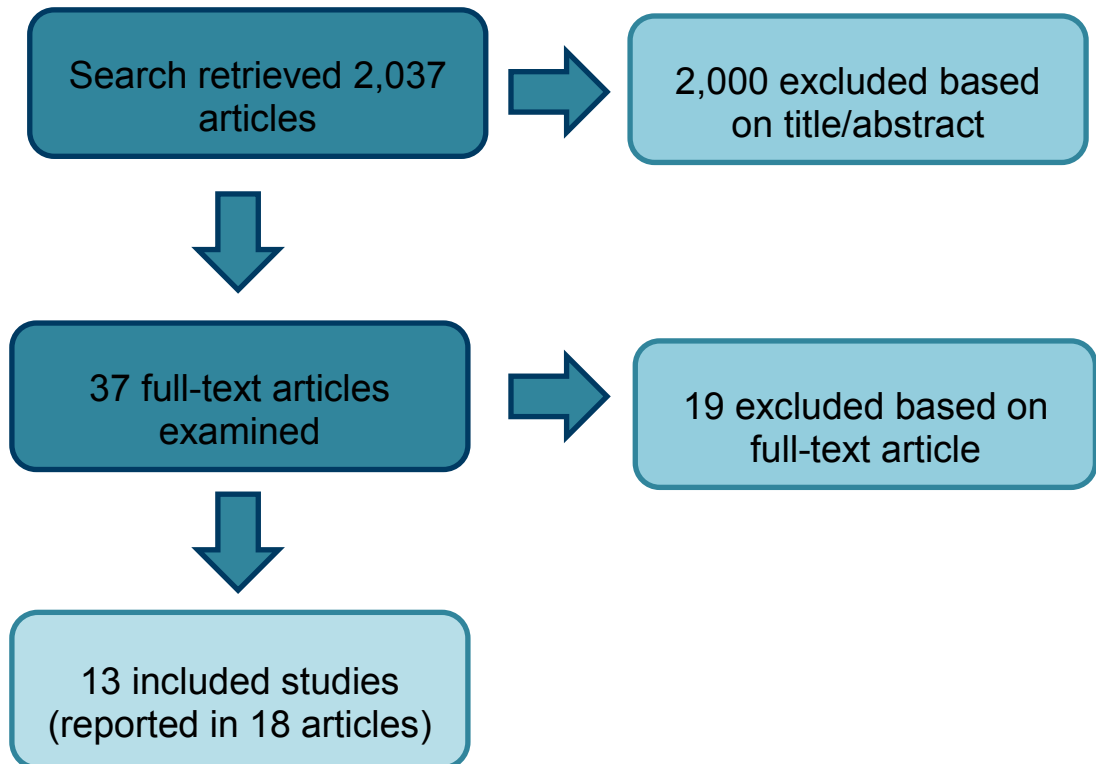 Search retrieved 2,037
articles
2,000 excluded based
on title/abstract
37 full-text articles
examined
19 excluded based on
full-text article
13 included studies
(reported in 18 articles)